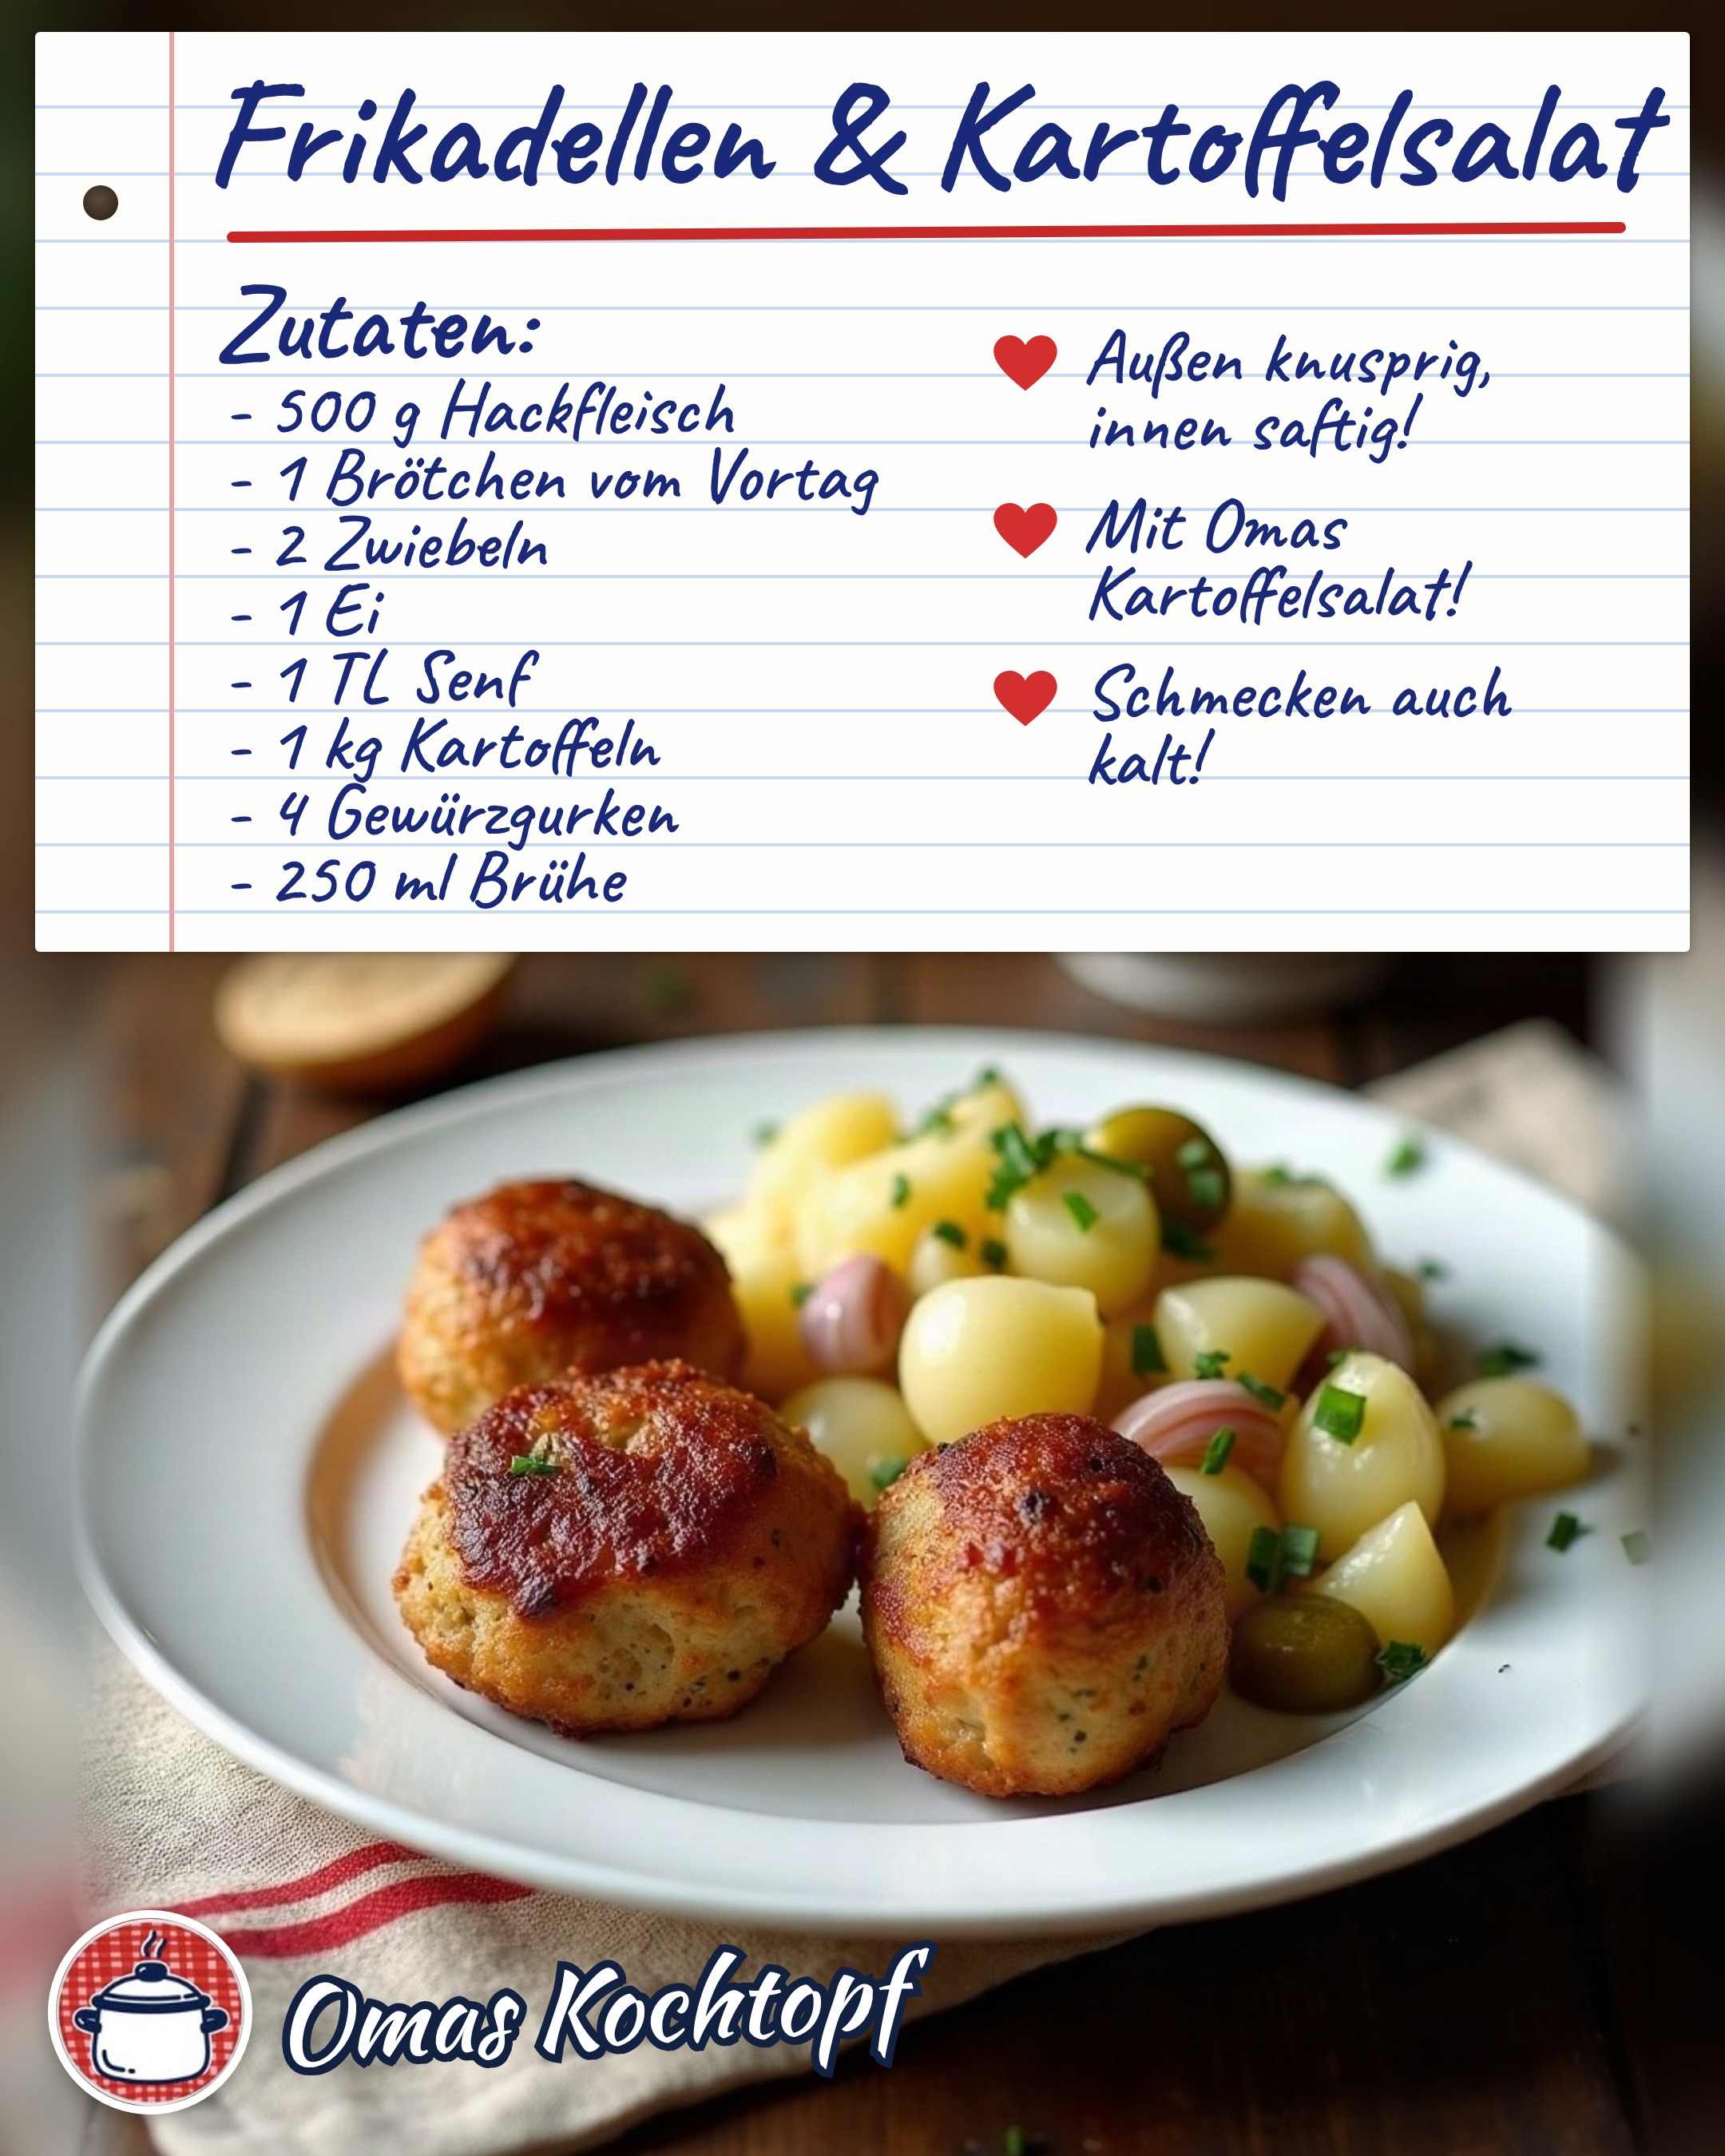 Frikadellen & Kartoffelsalat
Zutaten:
- 500 g Hackfleisch
- 1 Brötchen vom Vortag
- 2 Zwiebeln
- 1 Ei
- 1 TL Senf
- 1 kg Kartoffeln
- 4 Gewürzgurken
- 250 ml Brühe
Außen knusprig,
innen saftig!
Mit Omas
Kartoffelsalat!
Schmecken auch
kalt!
Omas Kochtopf